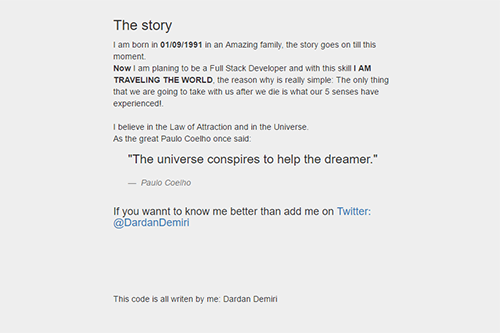 The story
I am born in 01/09/1991 in an Amazing family, the story goes on till this
moment.
Now I am planing to be a Full Stack Developer and with this skill I AM
TRAVELING THE WORLD, the reason why is really simple: The only thing
that we are going to take with us after we die is what our 5 senses have
experienced!.
I believe in the Law of Attraction and in the Universe.
As the great Paulo Coelho once said:
"The universe conspires to help the dreamer."
— Paulo Coelho
If you wannt to know me better than add me on Twitter:
@DardanDemiri
This code is all writen by me: Dardan Demiri